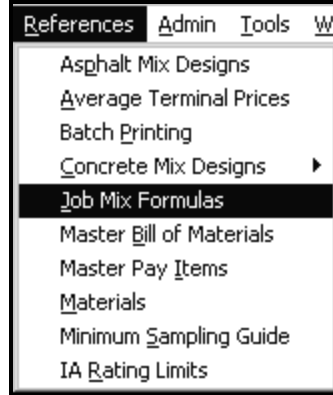 References Admin Tools W
Asphalt Mix Designs
Average Terminal Prices
Batch Printing
Concrete Mix Designs
Job Mix Formulas
Master Bill of Materials
Master Pay Items
Materials
Minimum Sampling Guide
IA Rating Limits